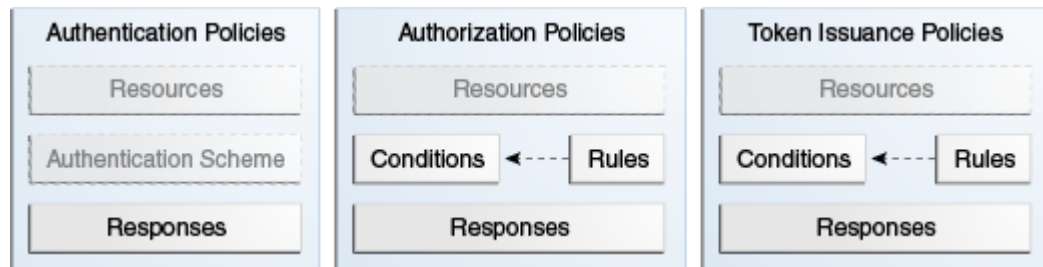 Authentication Policies
Resources
Authentication Scheme
Responses
Authorization Policies
Resources
Conditions
Rules
Responses
Token Issuance Policies
Resources
Conditions
Rules
Responses